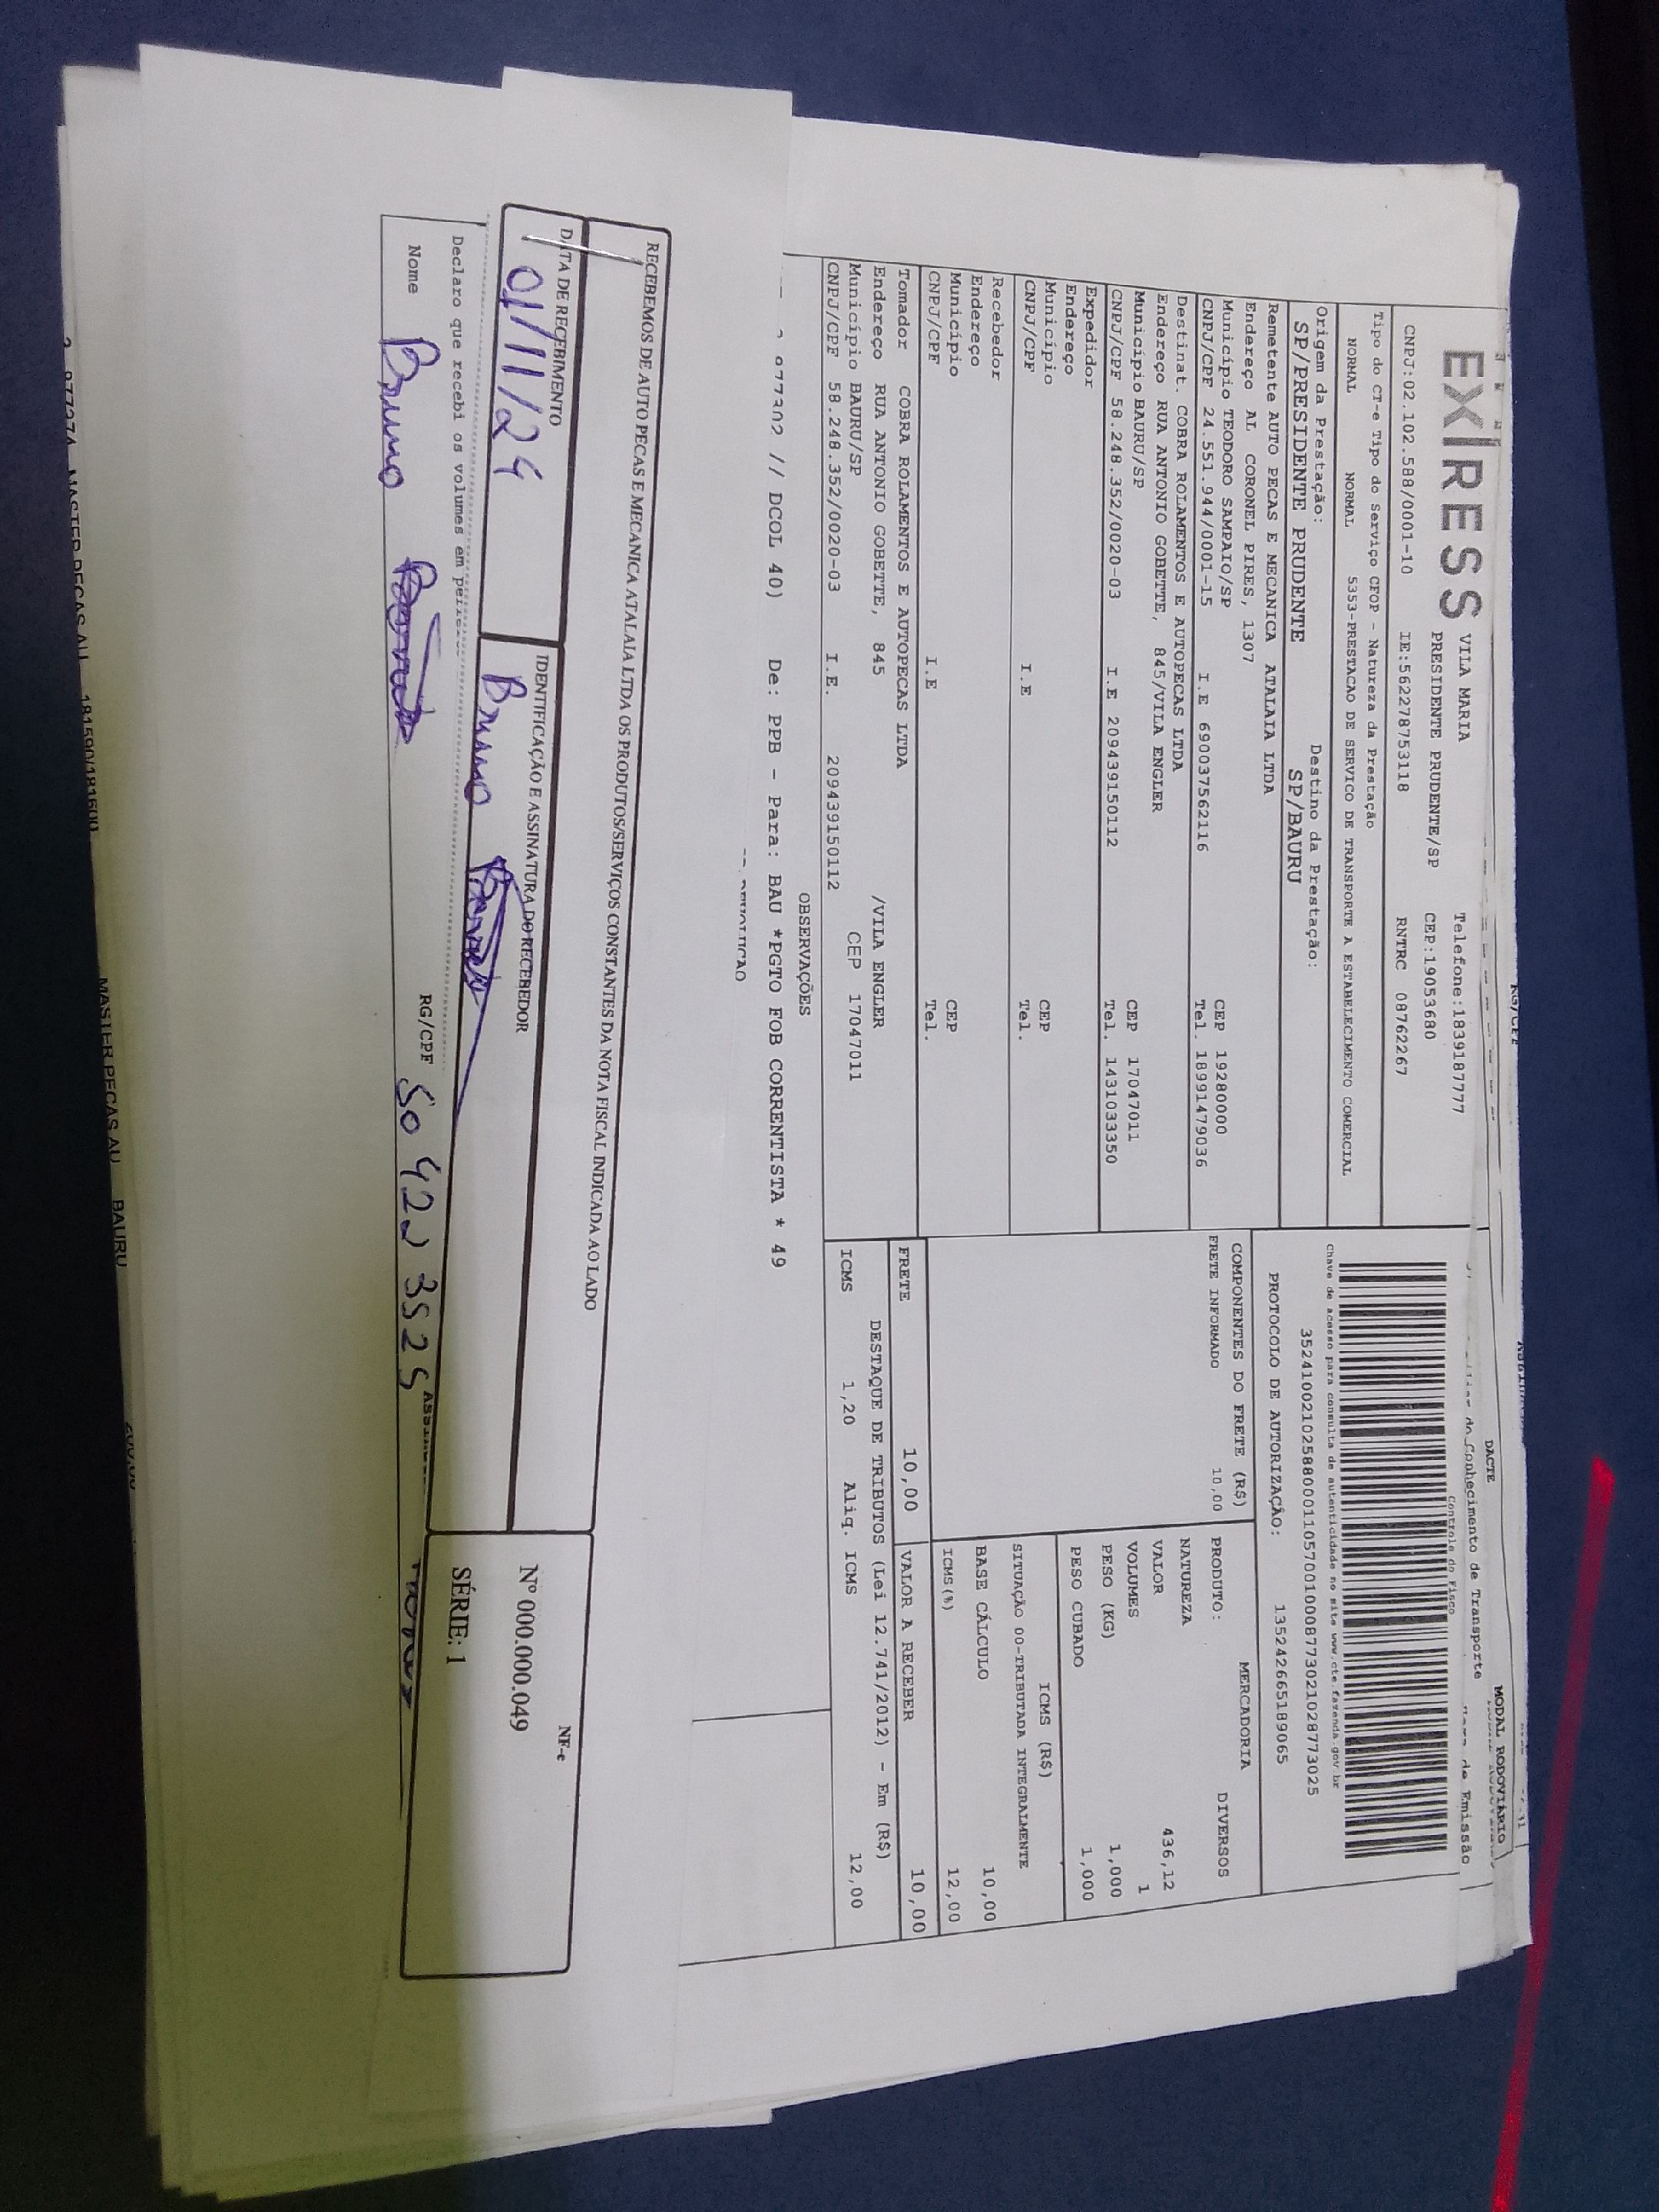 DACTE
MODAL RODOVIÁRIO
EXPRESS
VILA MARIA
Telefone:1839187777
PRESIDENTE PRUDENTE/SP
CEP:19053680
CNPJ:02.102.588/0001-10
IE:562278753118
RNTRC 08762267
Tipo do CT-e Tipo do Serviço CFOP - Natureza da Prestação
NORMAL NORMAL 5353-PRESTACAO DE SERVICO DE TRANSPORTE A ESTABELECIMENTO COMERCIAL
Origem da Prestação:
SP/PRESIDENTE PRUDENTE
Destino da Prestação:
SP/BAURU
Remetente AUTO PECAS E MECANICA ATALAIA LTDA
Endereço AL CORONEL PIRES, 1307
Município TEODORO SAMPAIO/SP CEP 19280000
CNPJ/CPF 24.551.944/0001-15 I.E 690037562116 Tel. 18991479036
Destinat. COBRA ROLAMENTOS E AUTOPECAS LTDA
Endereço RUA ANTONIO GOBETTE, 845/VILA ENGLER
Município BAURU/SP CEP 17047011
CNPJ/CPF 58.248.352/0020-03 I.E 209439150112 Tel. 1431033350
Expedidor
Endereço
Município CEP
CNPJ/CPF I.E Tel.
Recebedor
Endereço
Município CEP
CNPJ/CPF I.E Tel.
Tomador COBRA ROLAMENTOS E AUTOPECAS LTDA
Endereço RUA ANTONIO GOBETTE, 845 /VILA ENGLER
Município BAURU/SP CEP 17047011
CNPJ/CPF 58.248.352/0020-03 I.E. 209439150112
do Conhecimento de Transporte
de Emissão
Controle do Fisco
Chave de acesso para consulta de autenticidade no site www.cte.fazenda.gov.br
35241002102588000110570010008773021028773025
PROTOCOLO DE AUTORIZAÇÃO: 135242665189065
COMPONENTES DO FRETE (R$)
FRETE INFORMADO 10,00
MERCADORIA
PRODUTO: DIVERSOS
NATUREZA
VALOR 436,12
VOLUMES 1
PESO (KG) 1,000
PESO CUBADO 1,000
ICMS (R$)
SITUAÇÃO 00-TRIBUTADA INTEGRALMENTE
BASE CÁLCULO 10,00
ICMS(%) 12,00
FRETE 10,00
VALOR A RECEBER 10,00
DESTAQUE DE TRIBUTOS (Lei 12.741/2012) - Em (R$)
ICMS 1,20 Aliq. ICMS 12,00
OBSERVAÇÕES
// DCOL 40) De: PPB - Para: BAU *PGTO FOB CORRENTISTA * 49
RECEBEMOS DE AUTO PECAS E MECANICA ATALAIA LTDA OS PRODUTOS/SERVIÇOS CONSTANTES DA NOTA FISCAL INDICADA AO LADO
DATA DE RECEBIMENTO
01/11/24
IDENTIFICAÇÃO E ASSINATURA DO RECEBEDOR
Bruno
NF-e
Nº 000.000.049
SÉRIE: 1
Declaro que recebi os volumes em
Nome Bruno
RG/CPF 50 422 352 5
MASTER PECAS AU
181590/181600
MASTER PECAS AU BAURU